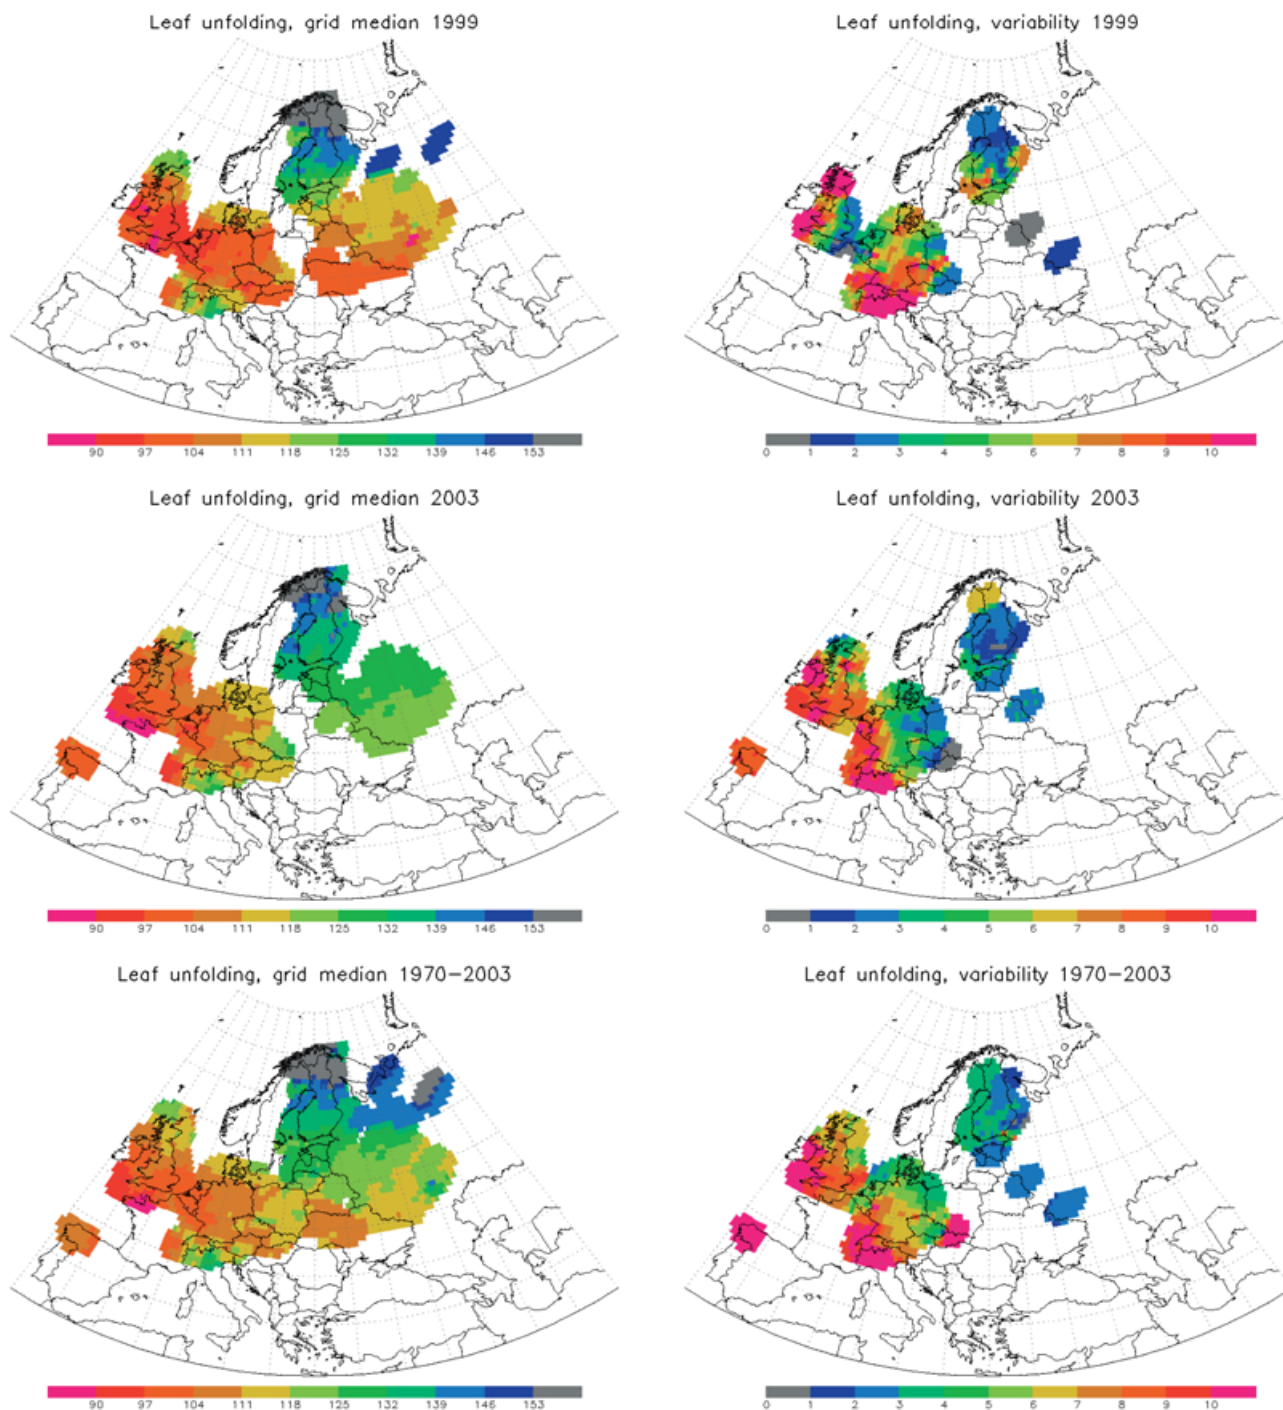 Leaf unfolding, grid median 1999
Leaf unfolding, variability 1999
90 97 104 111 118 125 132 139 146 153
0 1 2 3 4 5 6 7 8 9 10
Leaf unfolding, grid median 2003
Leaf unfolding, variability 2003
90 97 104 111 118 125 132 139 146 153
0 1 2 3 4 5 6 7 8 9 10
Leaf unfolding, grid median 1970-2003
Leaf unfolding, variability 1970-2003
90 97 104 111 118 125 132 139 146 153
0 1 2 3 4 5 6 7 8 9 10